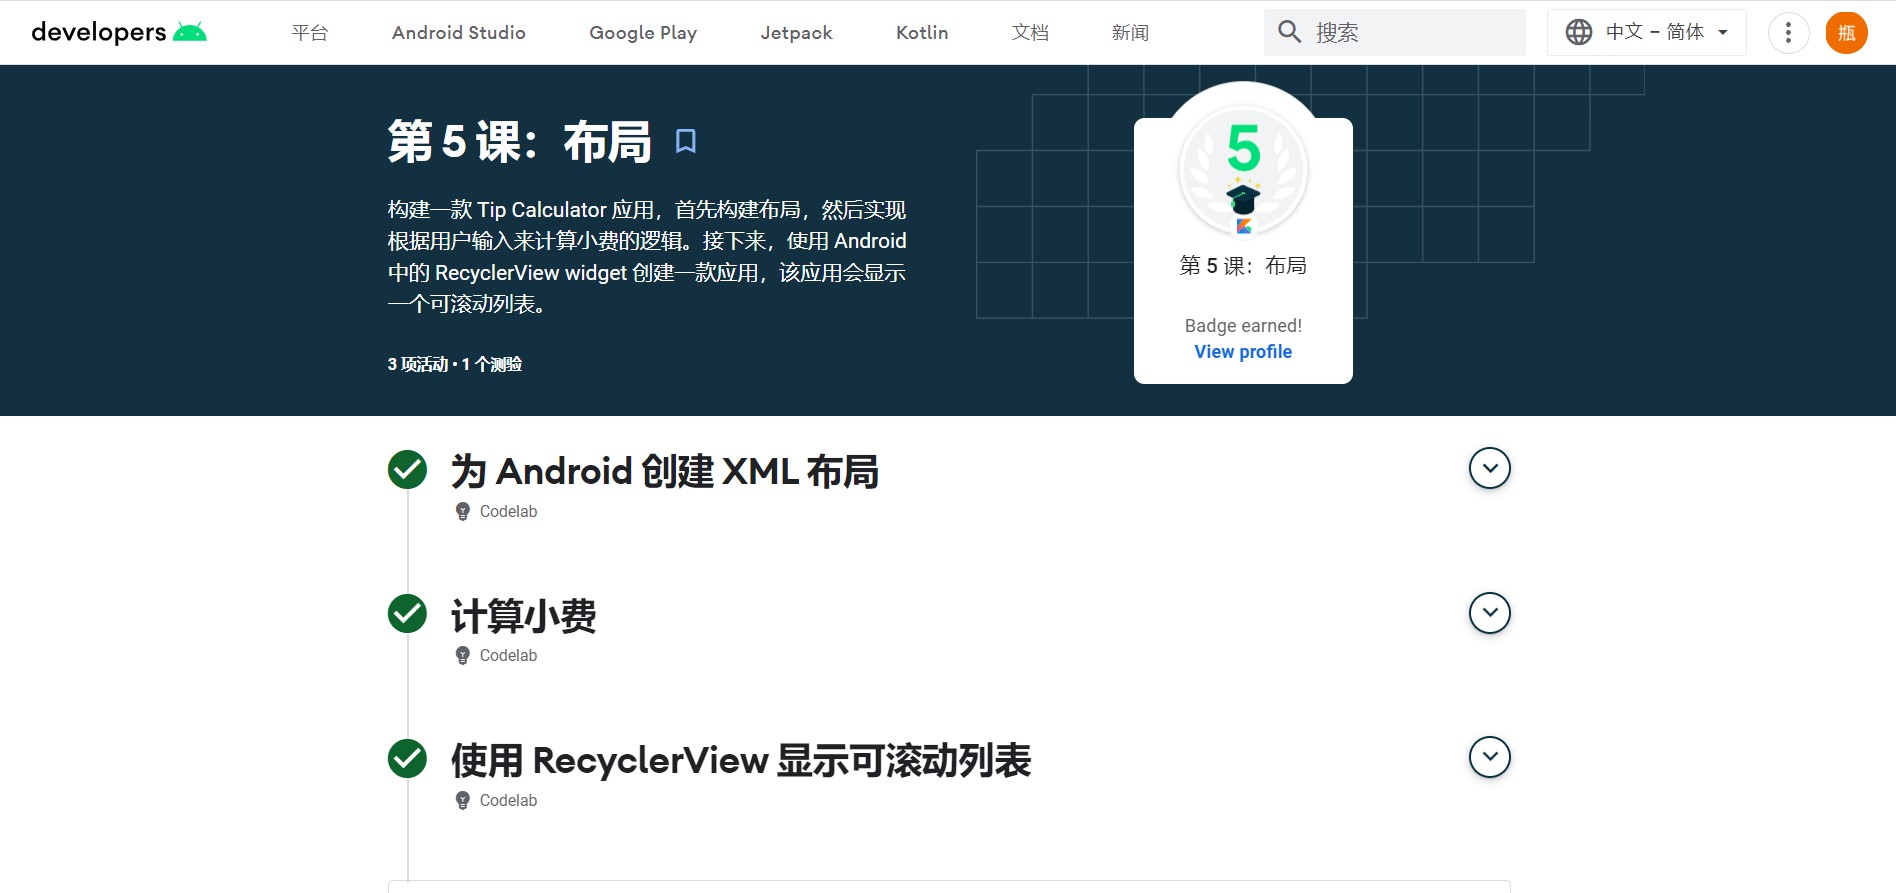 developers
平台
Android Studio
Google Play
Jetpack
Kotlin
文档
新闻
搜索
中文 – 简体
瓶
第 5 课：布局
构建一款 Tip Calculator 应用，首先构建布局，然后实现
根据用户输入来计算小费的逻辑。接下来，使用 Android
中的 RecyclerView widget 创建一款应用，该应用会显示
一个可滚动列表。
3 项活动 • 1 个测验
5
第 5 课：布局
Badge earned!
View profile
为 Android 创建 XML 布局
Codelab
计算小费
Codelab
使用 RecyclerView 显示可滚动列表
Codelab